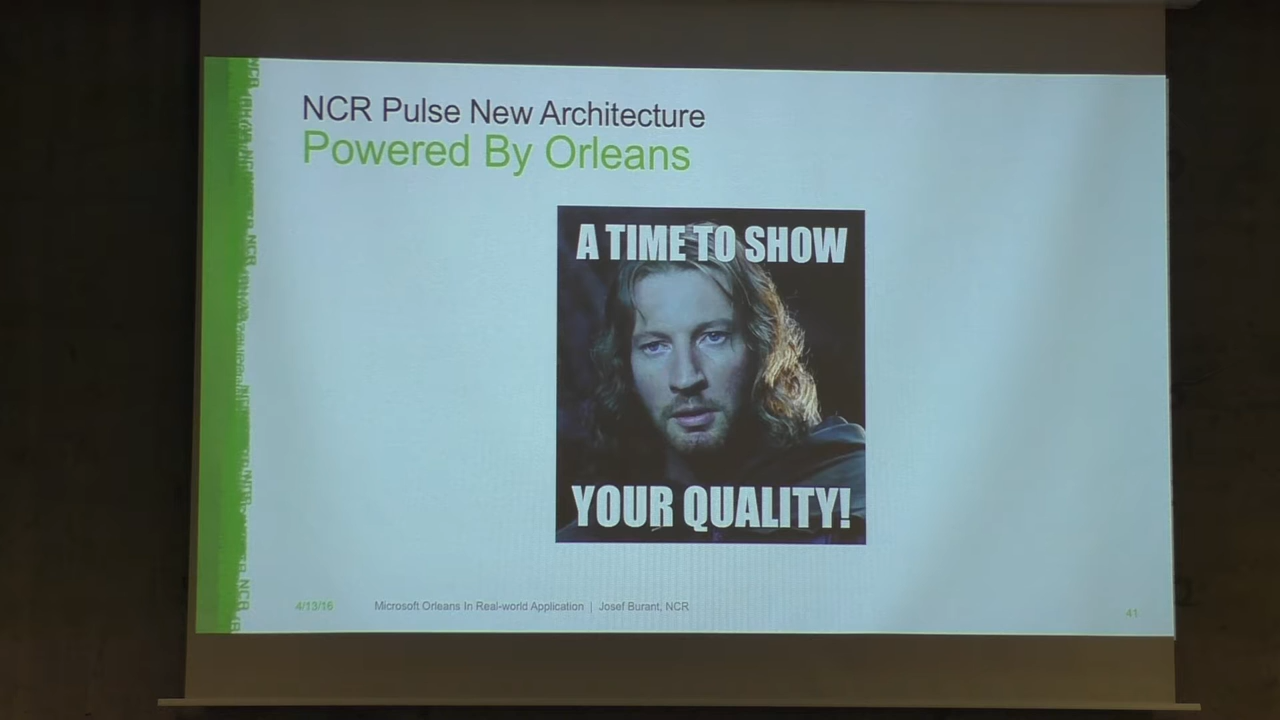 NCR Pulse New Architecture
Powered By Orleans
A TIME TO SHOW
YOUR QUALITY!
4/13/16
Microsoft Orleans In Real-world Application | Josef Burant, NCR
41